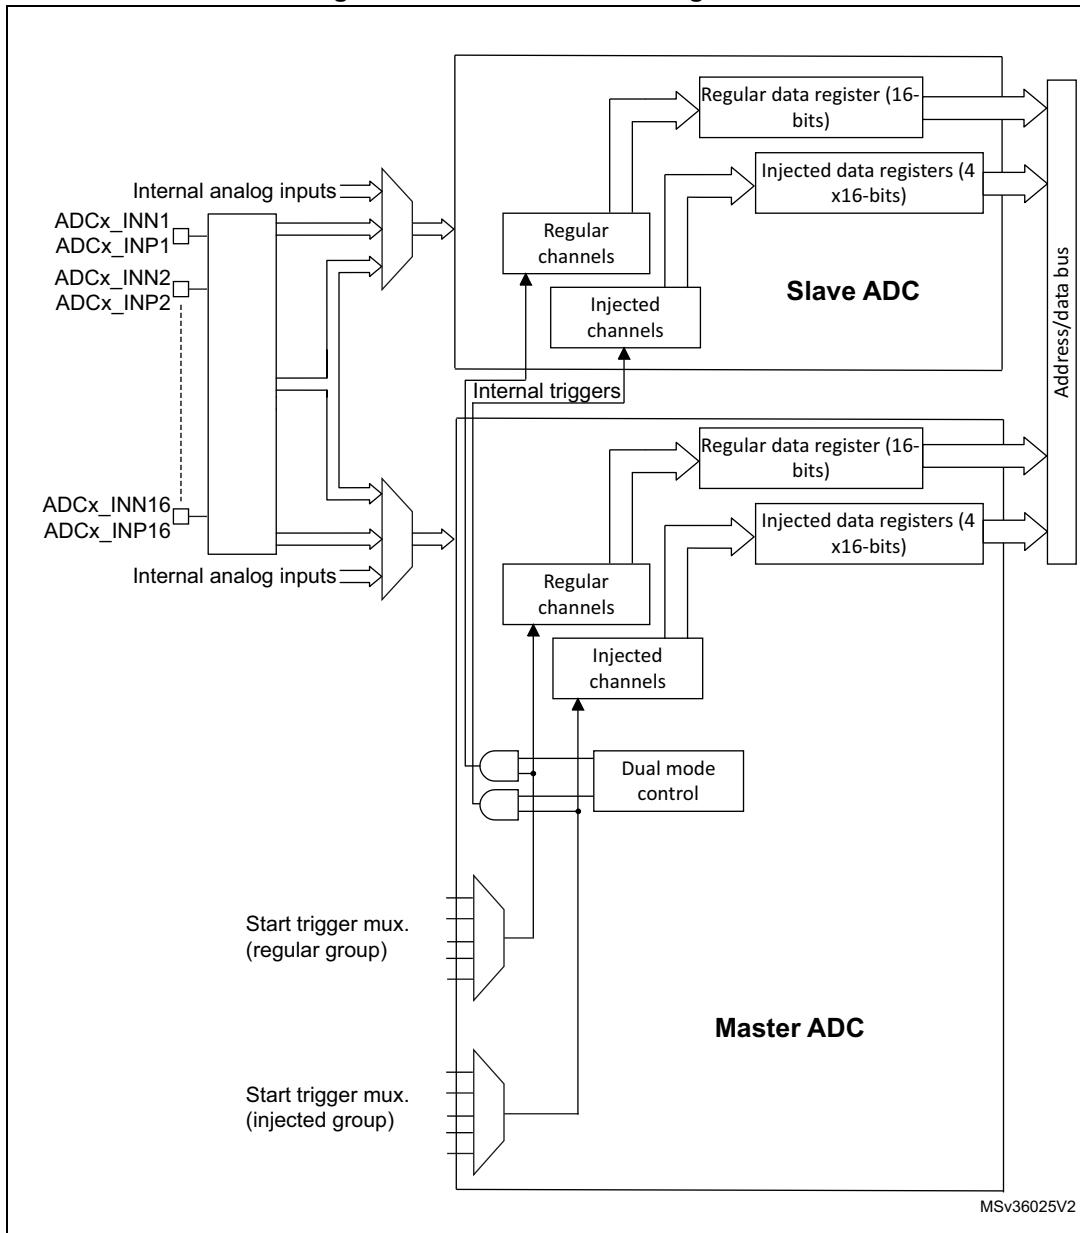 Regular data register (16-
bits)
Internal analog inputs
Injected data registers (4
x16-bits)
ADCx_INN1
ADCx_INP1
Regular
channels
ADCx_INN2
ADCx_INP2
Injected
channels
Slave ADC
Address/data bus
Internal triggers
Regular data register (16-
bits)
ADCx_INN16
ADCx_INP16
Injected data registers (4
x16-bits)
Internal analog inputs
Regular
channels
Injected
channels
Dual mode
control
Start trigger mux.
(regular group)
Master ADC
Start trigger mux.
(injected group)
MSv36025V2